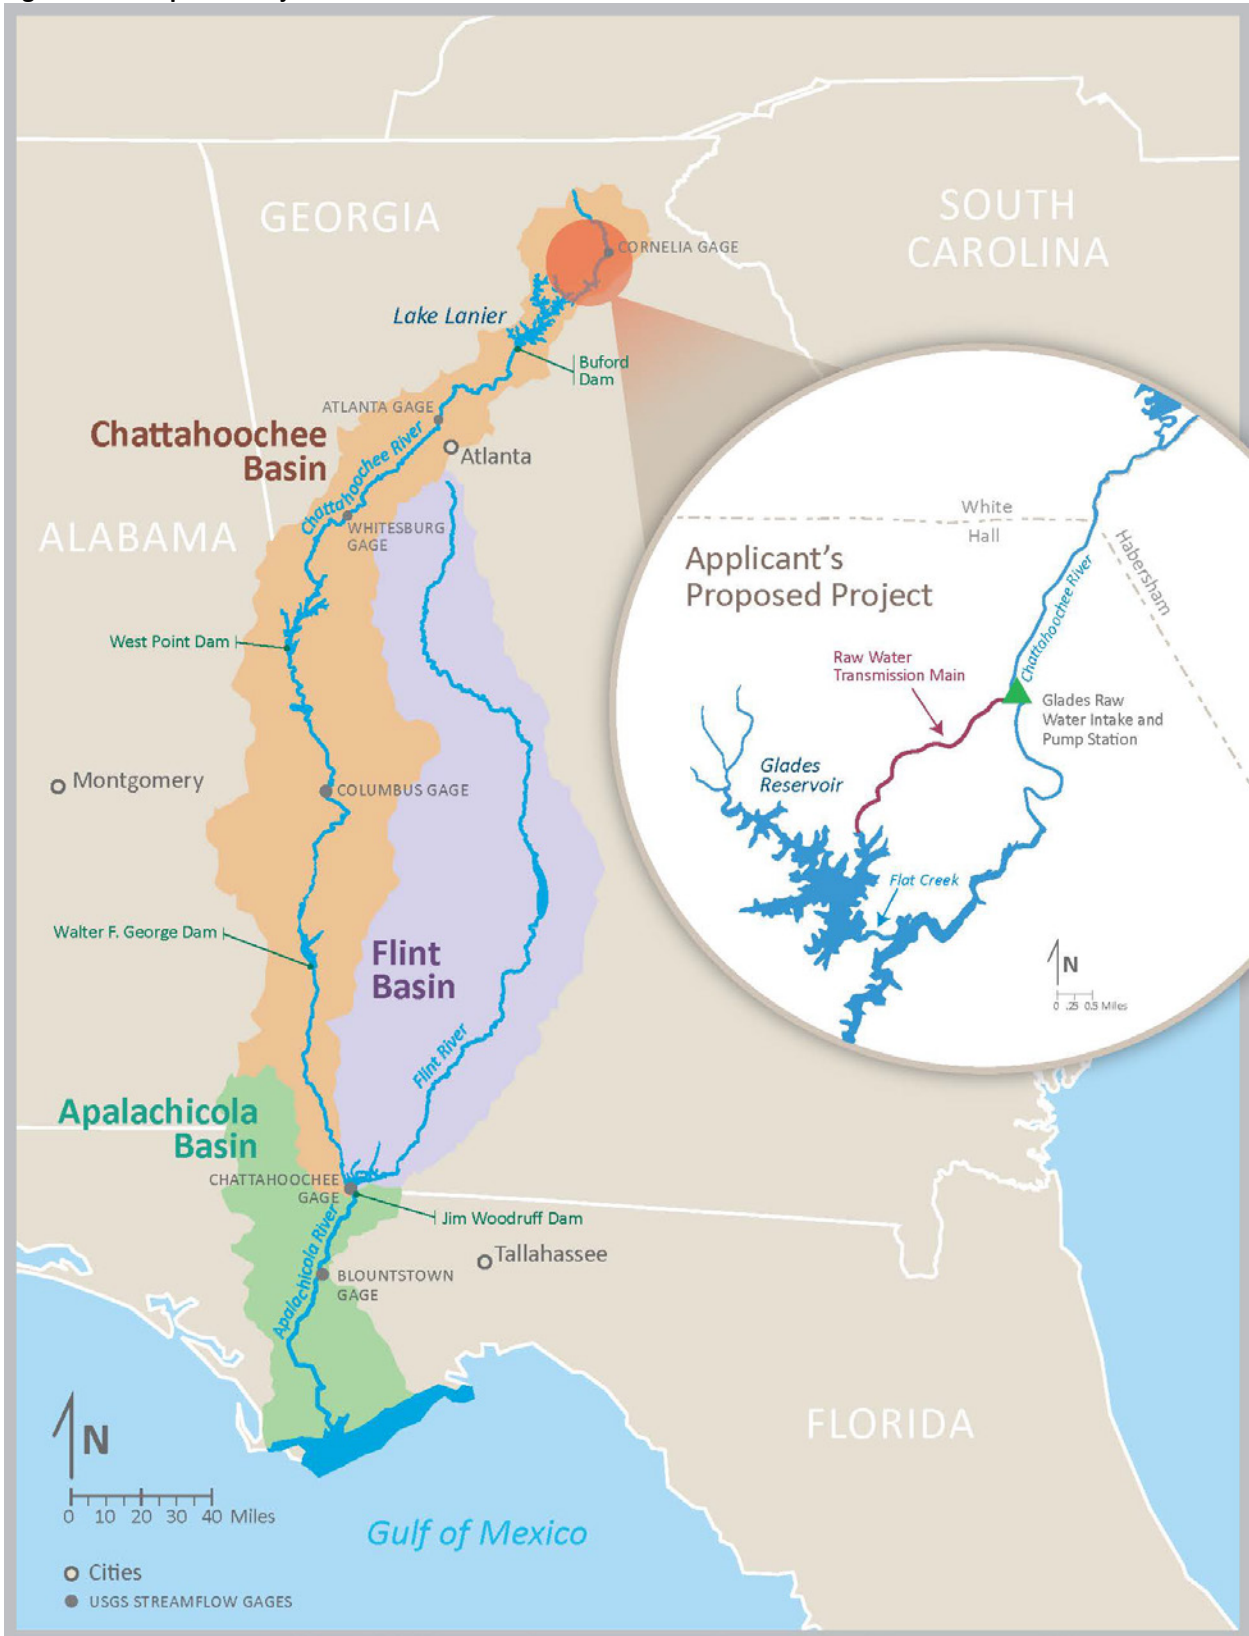 GEORGIA
SOUTH
CAROLINA
CORNELIA GAGE
Lake Lanier
Buford
Dam
ATLANTA GAGE
Chattahoochee
Basin
Chattahoochee River
Atlanta
ALABAMA
WHITESBURG
GAGE
West Point Dam
Montgomery
COLUMBUS GAGE
Walter F. George Dam
Flint
Basin
Flint River
Apalachicola
Basin
CHATTAHOOCHEE
GAGE
Jim Woodruff Dam
Apalachicola River
Tallahassee
BLOUNTSTOWN
GAGE
FLORIDA
Gulf of Mexico
White
Hall
Habersham
Applicant's
Proposed Project
Chattahoochee River
Raw Water
Transmission Main
Glades Raw
Water Intake and
Pump Station
Glades
Reservoir
Flat Creek
N
0 .25 0.5 Miles
N
0 10 20 30 40 Miles
Cities
USGS STREAMFLOW GAGES